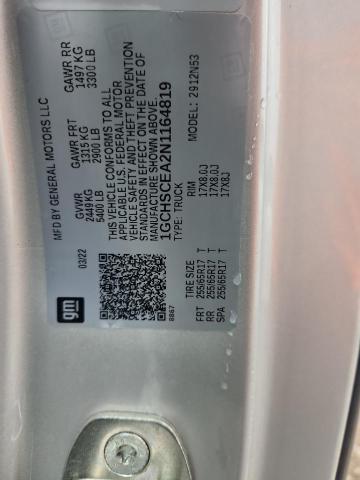 MFD BY GENERAL MOTORS LLC
03/22
GVWR
2449 KG
5400 LB
GAWR FRT
1315 KG
2900 LB
GAWR RR
1497 KG
3300 LB
THIS VEHICLE CONFORMS TO ALL
APPLICABLE U.S. FEDERAL MOTOR
VEHICLE SAFETY AND THEFT PREVENTION
STANDARDS IN EFFECT ON THE DATE OF
1GCHSCEA2N1164819
TYPE: TRUCK
MODEL: 2912N53
gm
8867
TIRE SIZE RIM
FRT 255/65R17 T 17X8.0J
RR 255/65R17 T 17X8.0J
SPA 255/65R17 T 17X8J